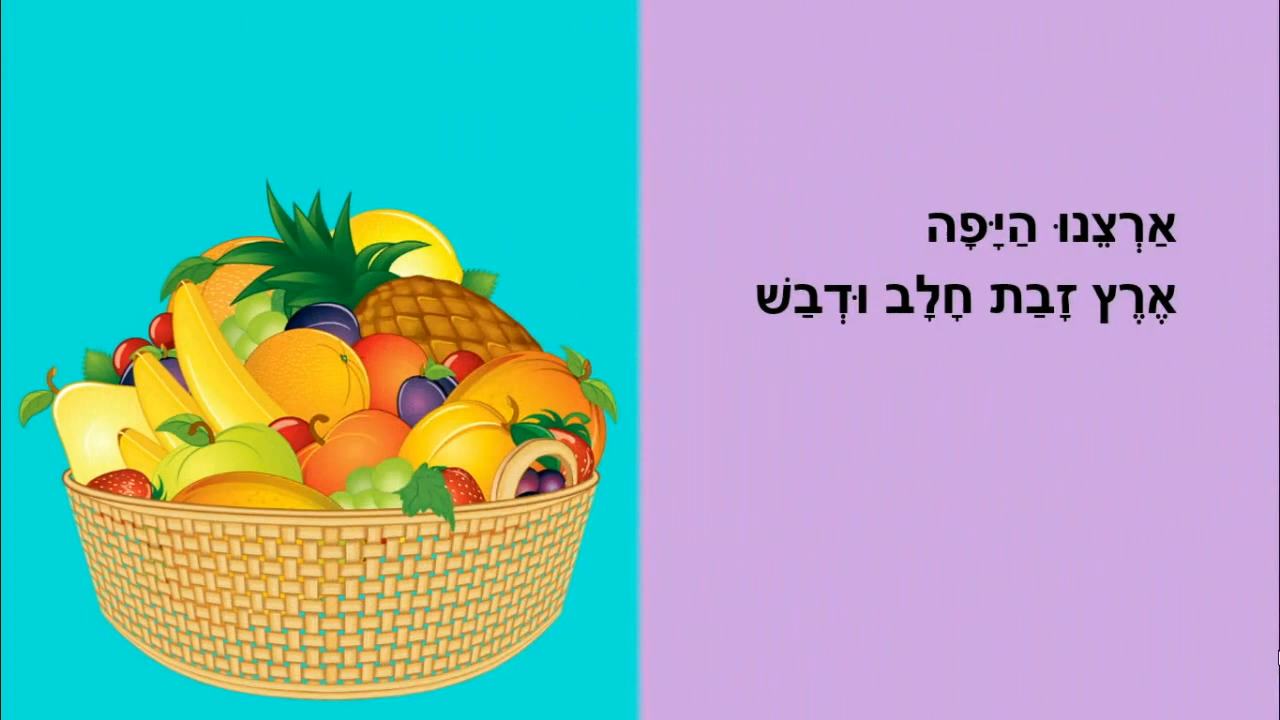 אַרְצֵנוּ הַיָּפָה
אֶרֶץ זָבַת חָלָב וּדְבַשׁ